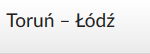 Toruń – Łódź